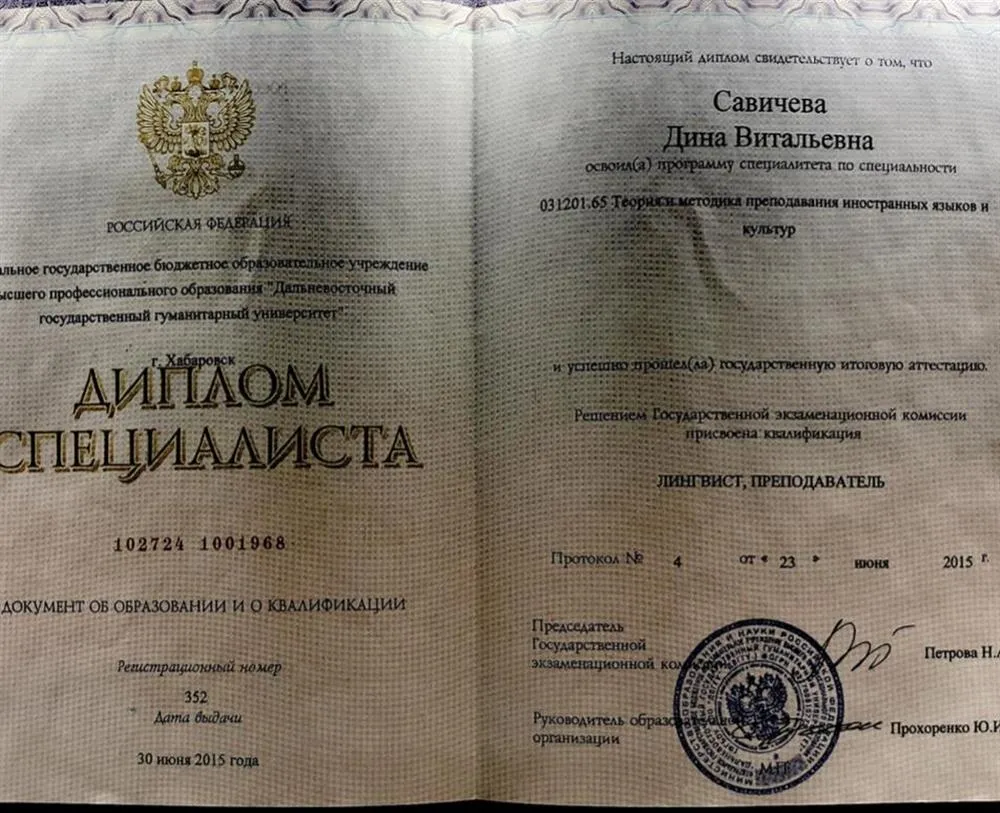 РОССИЙСКАЯ ФЕДЕРАЦИЯ
альное государственное бюджетное образовательное учреждение
ысшего профессионального образования "Дальневосточный
государственный гуманитарный университет"
г. Хабаровск
ДИПЛОМ
СПЕЦИАЛИСТА
102724 1001968
ДОКУМЕНТ ОБ ОБРАЗОВАНИИ И О КВАЛИФИКАЦИИ
Регистрационный номер
352
Дата выдачи
30 июня 2015 года
Настоящий диплом свидетельствует о том, что
Савичева
Дина Витальевна
освоил(а) программу специалитета по специальности
031201.65 Теория и методика преподавания иностранных языков и
культур
и успешно прошел(ла) государственную итоговую аттестацию.
Решением Государственной экзаменационной комиссии
присвоена квалификация
ЛИНГВИСТ, ПРЕПОДАВАТЕЛЬ
Протокол № 4 от « 23 » июня 2015 г.
Председатель
Государственной
экзаменационной ком
Петрова Н.А
Руководитель образовательной
организации
Прохоренко Ю.И
М.П.